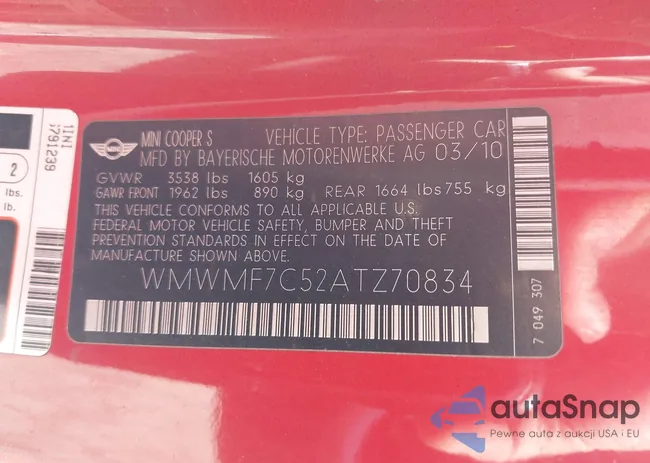 MINI
MINI COOPER S VEHICLE TYPE: PASSENGER CAR
MFD BY BAYERISCHE MOTORENWERKE AG 03/10
GVWR 3538 lbs 1605 kg
GAWR FRONT 1962 lbs 890 kg REAR 1664 lbs 755 kg
THIS VEHICLE CONFORMS TO ALL APPLICABLE U.S.
FEDERAL MOTOR VEHICLE SAFETY, BUMPER AND THEFT
PREVENTION STANDARDS IN EFFECT ON THE DATE OF
MANUFACTURE SHOWN ABOVE.
WMWMF7C52ATZ70834
7 049 307
2
lbs.
lb.
791239
autaSnap
Pewne auta z aukcji USA i EU